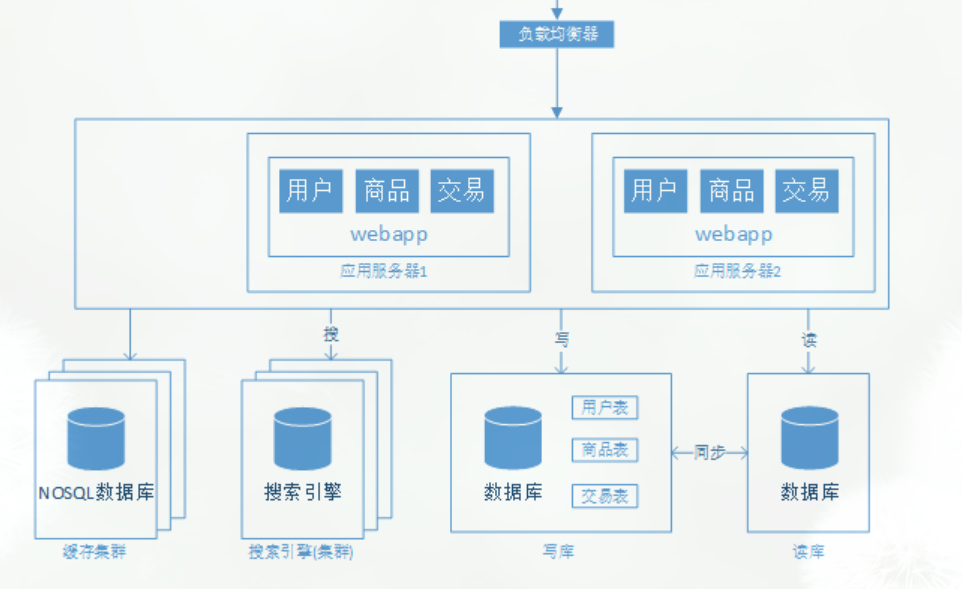 负载均衡器
用户 商品 交易
webapp
应用服务器1
用户 商品 交易
webapp
应用服务器2
搜
写
读
NOSQL数据库
缓存集群
搜索引擎
搜索引擎(集群)
数据库
用户表
商品表
交易表
写库
同步
数据库
读库